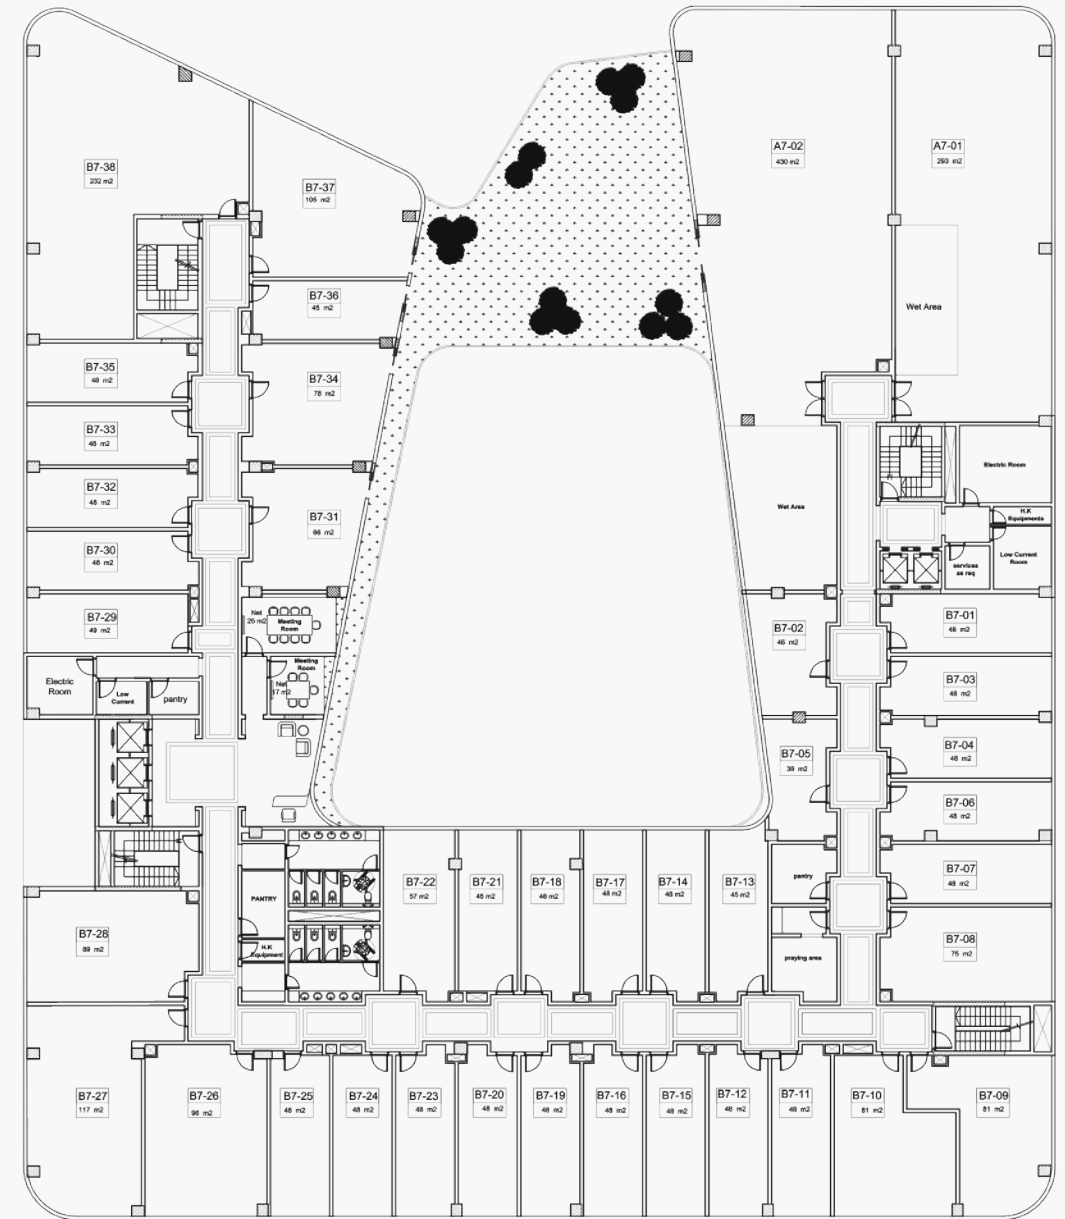 A7-02
430 m2
A7-01
293 m2
B7-38
232 m2
B7-37
105 m2
B7-36
45 m2
Wet Area
B7-35
48 m2
B7-34
78 m2
B7-33
48 m2
Electric Room
B7-32
48 m2
Wet Area
B7-31
66 m2
H.K
Equipments
B7-30
48 m2
services
as req
Low Current
Room
B7-29
49 m2
Net
25 m2
Meeting
Room
B7-02
46 m2
B7-01
48 m2
Meeting
Room
Net
17 m2
Electric
Room
Low
Current
pantry
B7-03
48 m2
B7-05
39 m2
B7-04
48 m2
B7-06
48 m2
B7-22
57 m2
B7-21
48 m2
B7-18
48 m2
B7-17
48 m2
B7-14
48 m2
B7-13
45 m2
pantry
B7-07
48 m2
PANTRY
B7-28
89 m2
H.K
Equipment
praying area
B7-08
75 m2
B7-27
117 m2
B7-26
96 m2
B7-25
48 m2
B7-24
48 m2
B7-23
48 m2
B7-20
48 m2
B7-19
48 m2
B7-16
48 m2
B7-15
48 m2
B7-12
48 m2
B7-11
48 m2
B7-10
81 m2
B7-09
81 m2